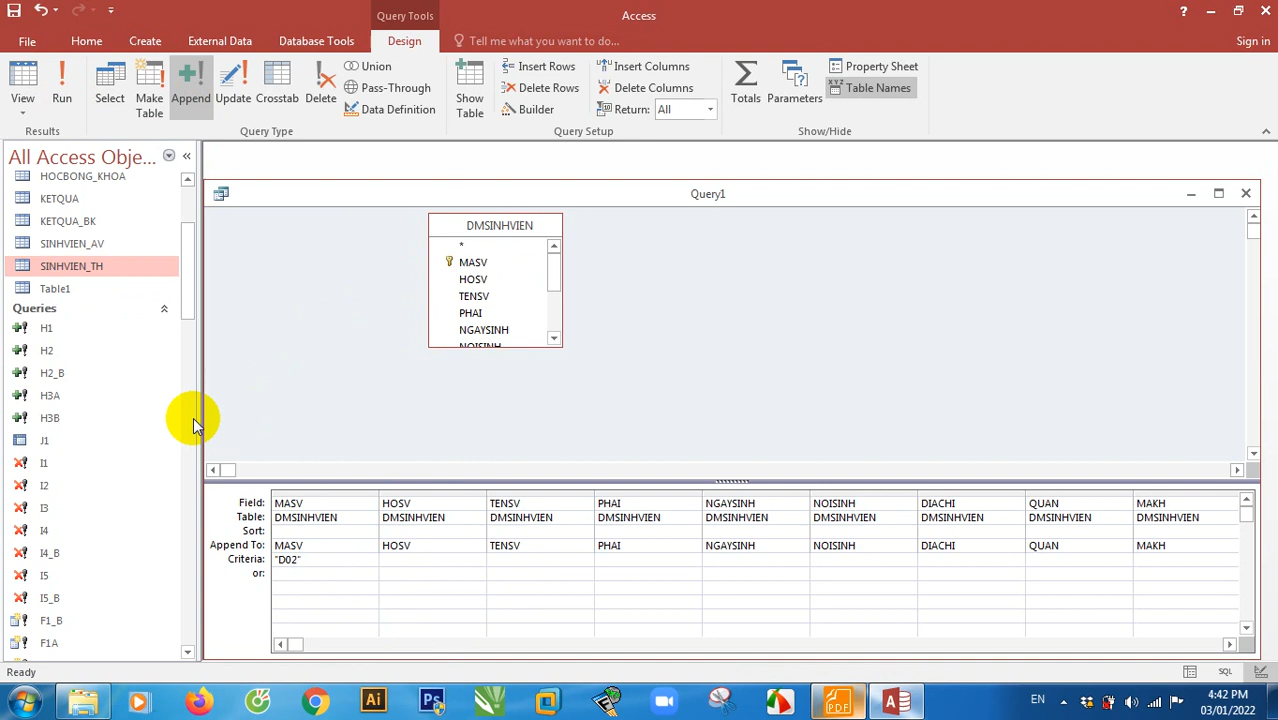 Query Tools
Access
File
Home
Create
External Data
Database Tools
Design
Tell me what you want to do...
Sign in
View
Run
Select
Make Table
Append
Update
Crosstab
Delete
Union
Pass-Through
Data Definition
Show Table
Insert Rows
Delete Rows
Builder
Insert Columns
Delete Columns
Return: All
Totals
Parameters
Property Sheet
Table Names
Results
Query Type
Query Setup
Show/Hide
All Access Obje...
HOCBONG_KHOA
KETQUA
KETQUA_BK
SINHVIEN_AV
SINHVIEN_TH
Table1
Queries
H1
H2
H2_B
H3A
H3B
J1
I1
I2
I3
I4
I4_B
I5
I5_B
F1_B
F1A
Query1
DMSINHVIEN
*
MASV
HOSV
TENSV
PHAI
NGAYSINH
NOISINH
Field: MASV HOSV TENSV PHAI NGAYSINH NOISINH DIACHI QUAN MAKH
Table: DMSINHVIEN DMSINHVIEN DMSINHVIEN DMSINHVIEN DMSINHVIEN DMSINHVIEN DMSINHVIEN DMSINHVIEN DMSINHVIEN
Sort:
Append To: MASV HOSV TENSV PHAI NGAYSINH NOISINH DIACHI QUAN MAKH
Criteria: "D02"
or:
Ready
SQL
EN
4:42 PM
03/01/2022